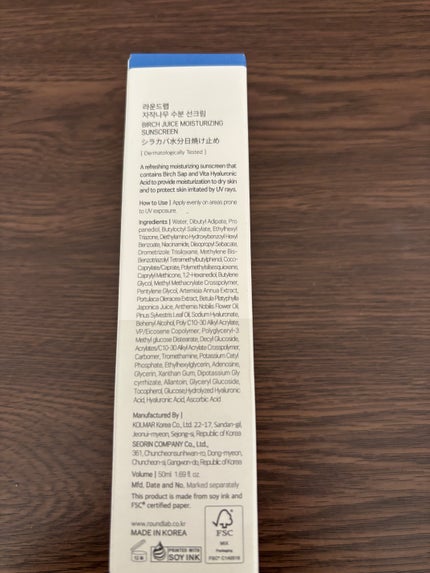 라운드랩
자작나무 수분 선크림
BIRCH JUICE MOISTURIZING
SUNSCREEN
シラカバ水分日焼け止め
[ Dermatologically Tested ]
A refreshing moisturizing sunscreen that
contains Birch Sap and Vita Hyaluronic
Acid to provide moisturization to dry skin
and to protect skin irritated by UV rays.
How to Use | Apply evenly on areas prone
to UV exposure.
Ingredients | Water, Dibutyl Adipate, Pro
panediol, Butyloctyl Salicylate, Ethylhexyl
Triazone, Diethylamino Hydroxybenzoyl Hexyl
Benzoate, Niacinamide, Diisopropyl Sebacate,
Drometrizole Trisiloxane, Methylene Bis-
Benzotriazolyl Tetramethylbutylphenol, Coco-
Caprylate/Caprate, Polymethylsilsesquioxane,
Caprylyl Methicone, 1,2-Hexanediol, Butylene
Glycol, Methyl Methacrylate Crosspolymer,
Pentylene Glycol, Artemisia Annua Extract,
Portulaca Oleracea Extract, Betula Platyphylla
Japonica Juice, Anthemis Nobilis Flower Oil,
Pinus Sylvestris Leaf Oil, Sodium Hyaluronate,
Behenyl Alcohol, Poly C10-30 Alkyl Acrylate,
VP/Eicosene Copolymer, Polyglyceryl-3
Methyl glucose Distearate, Decyl Glucoside,
Acrylates/C10-30 Alkyl Acrylate Crosspolymer,
Carbomer, Tromethamine, Potassium Cetyl
Phosphate, Ethylhexylglycerin, Adenosine,
Glycerin, Xanthan Gum, Dipotassium Gly
cyrrhizate, Allantoin, Glyceryl Glucoside,
Tocopherol, Glucose, Hydrolyzed Hyaluronic
Acid, Hyaluronic Acid, Ascorbic Acid
Manufactured By |
KOLMAR Korea Co., Ltd. 22-17, Sandan-gil,
Jeonui-myeon, Sejong-si, Republic of Korea
SEORIN COMPANY Co., Ltd.
361, Chuncheonsunhwan-ro, Dong-myeon,
Chuncheon-si, Gangwon-do, Republic of Korea
Volume | 50ml 1.69 fl. oz.
Mfd. Date and No. Marked separately
This product is made from soy ink and
FSC® certified paper.
www.roundlab.co.kr
MADE IN KOREA
12 M
PRINTED WITH
SOY INK
FSC
MIX
Packaging